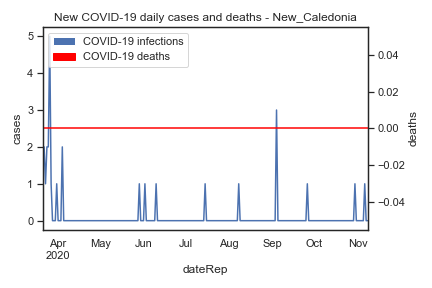 New COVID-19 daily cases and deaths - New_Caledonia
COVID-19 infections
COVID-19 deaths
5
4
3
2
1
0
cases
0.04
0.02
0.00
−0.02
−0.04
deaths
Apr May Jun Jul Aug Sep Oct Nov
2020
dateRep